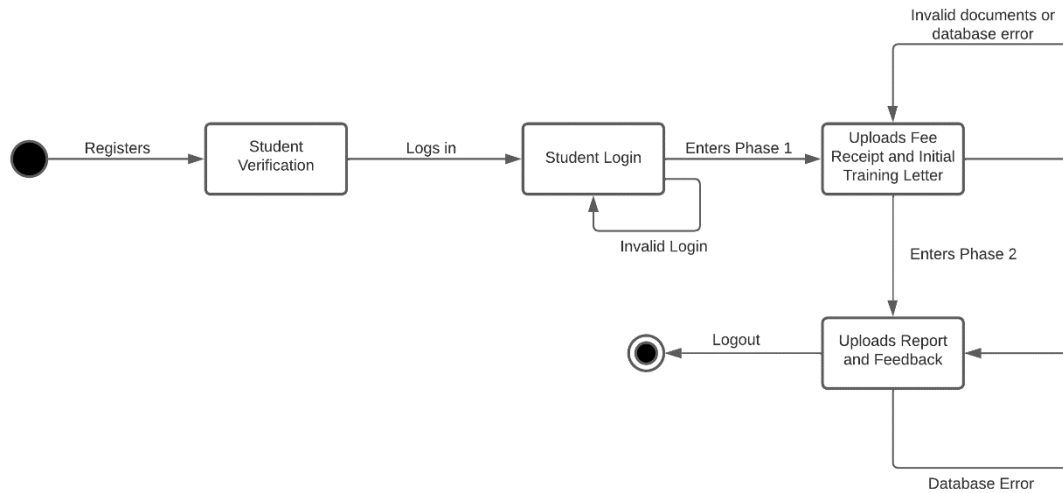 Invalid documents or
database error
Registers
Student
Verification
Logs in
Student Login
Enters Phase 1
Uploads Fee
Receipt and Initial
Training Letter
Invalid Login
Enters Phase 2
Logout
Uploads Report
and Feedback
Database Error